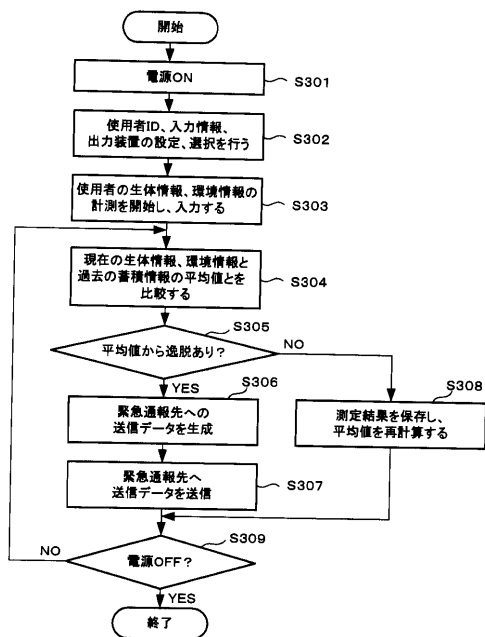 開始
電源ON
S301
使用者ID、入力情報、
出力装置の設定、選択を行う
S302
使用者の生体情報、環境情報の
計測を開始し、入力する
S303
現在の生体情報、環境情報と
過去の蓄積情報の平均値とを
比較する
S304
S305
平均値から逸脱あり?
NO
YES
S306
緊急通報先への
送信データを生成
S308
測定結果を保存し、
平均値を再計算する
緊急通報先へ
送信データを送信
S307
S309
NO
電源OFF?
YES
終了